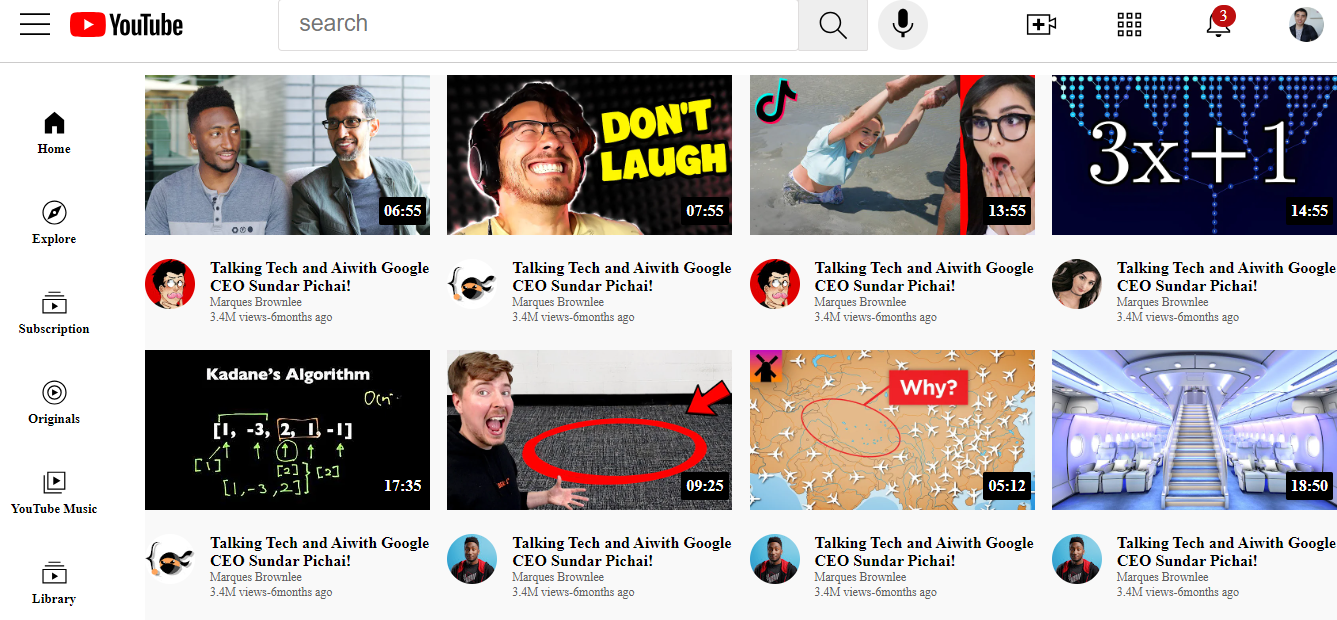 YouTube
search
3
Home
Explore
Subscription
Originals
YouTube Music
Library
06:55
Talking Tech and Aiwith Google
CEO Sundar Pichai!
Marques Brownlee
3.4M views-6months ago
DON'T
LAUGH
07:55
Talking Tech and Aiwith Google
CEO Sundar Pichai!
Marques Brownlee
3.4M views-6months ago
13:55
Talking Tech and Aiwith Google
CEO Sundar Pichai!
Marques Brownlee
3.4M views-6months ago
3x+1
14:55
Talking Tech and Aiwith Google
CEO Sundar Pichai!
Marques Brownlee
3.4M views-6months ago
Kadane's Algorithm
[1, -3, 2, 1, -1]
[1] [2] [2]
[1,-3,2]
17:35
Talking Tech and Aiwith Google
CEO Sundar Pichai!
Marques Brownlee
3.4M views-6months ago
09:25
Talking Tech and Aiwith Google
CEO Sundar Pichai!
Marques Brownlee
3.4M views-6months ago
Why?
05:12
Talking Tech and Aiwith Google
CEO Sundar Pichai!
Marques Brownlee
3.4M views-6months ago
18:50
Talking Tech and Aiwith Google
CEO Sundar Pichai!
Marques Brownlee
3.4M views-6months ago